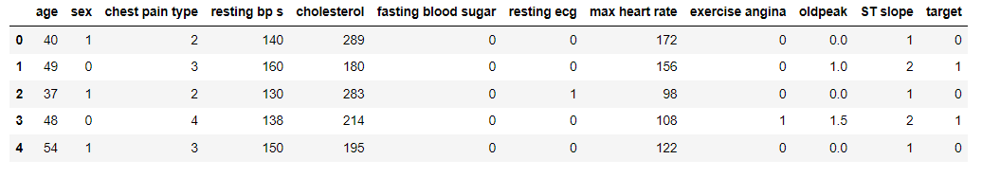 age sex chest pain type resting bp s cholesterol fasting blood sugar resting ecg max heart rate exercise angina oldpeak ST slope target
0 40 1 2 140 289 0 0 172 0 0.0 1 0
1 49 0 3 160 180 0 0 156 0 1.0 2 1
2 37 1 2 130 283 0 1 98 0 0.0 1 0
3 48 0 4 138 214 0 0 108 1 1.5 2 1
4 54 1 3 150 195 0 0 122 0 0.0 1 0